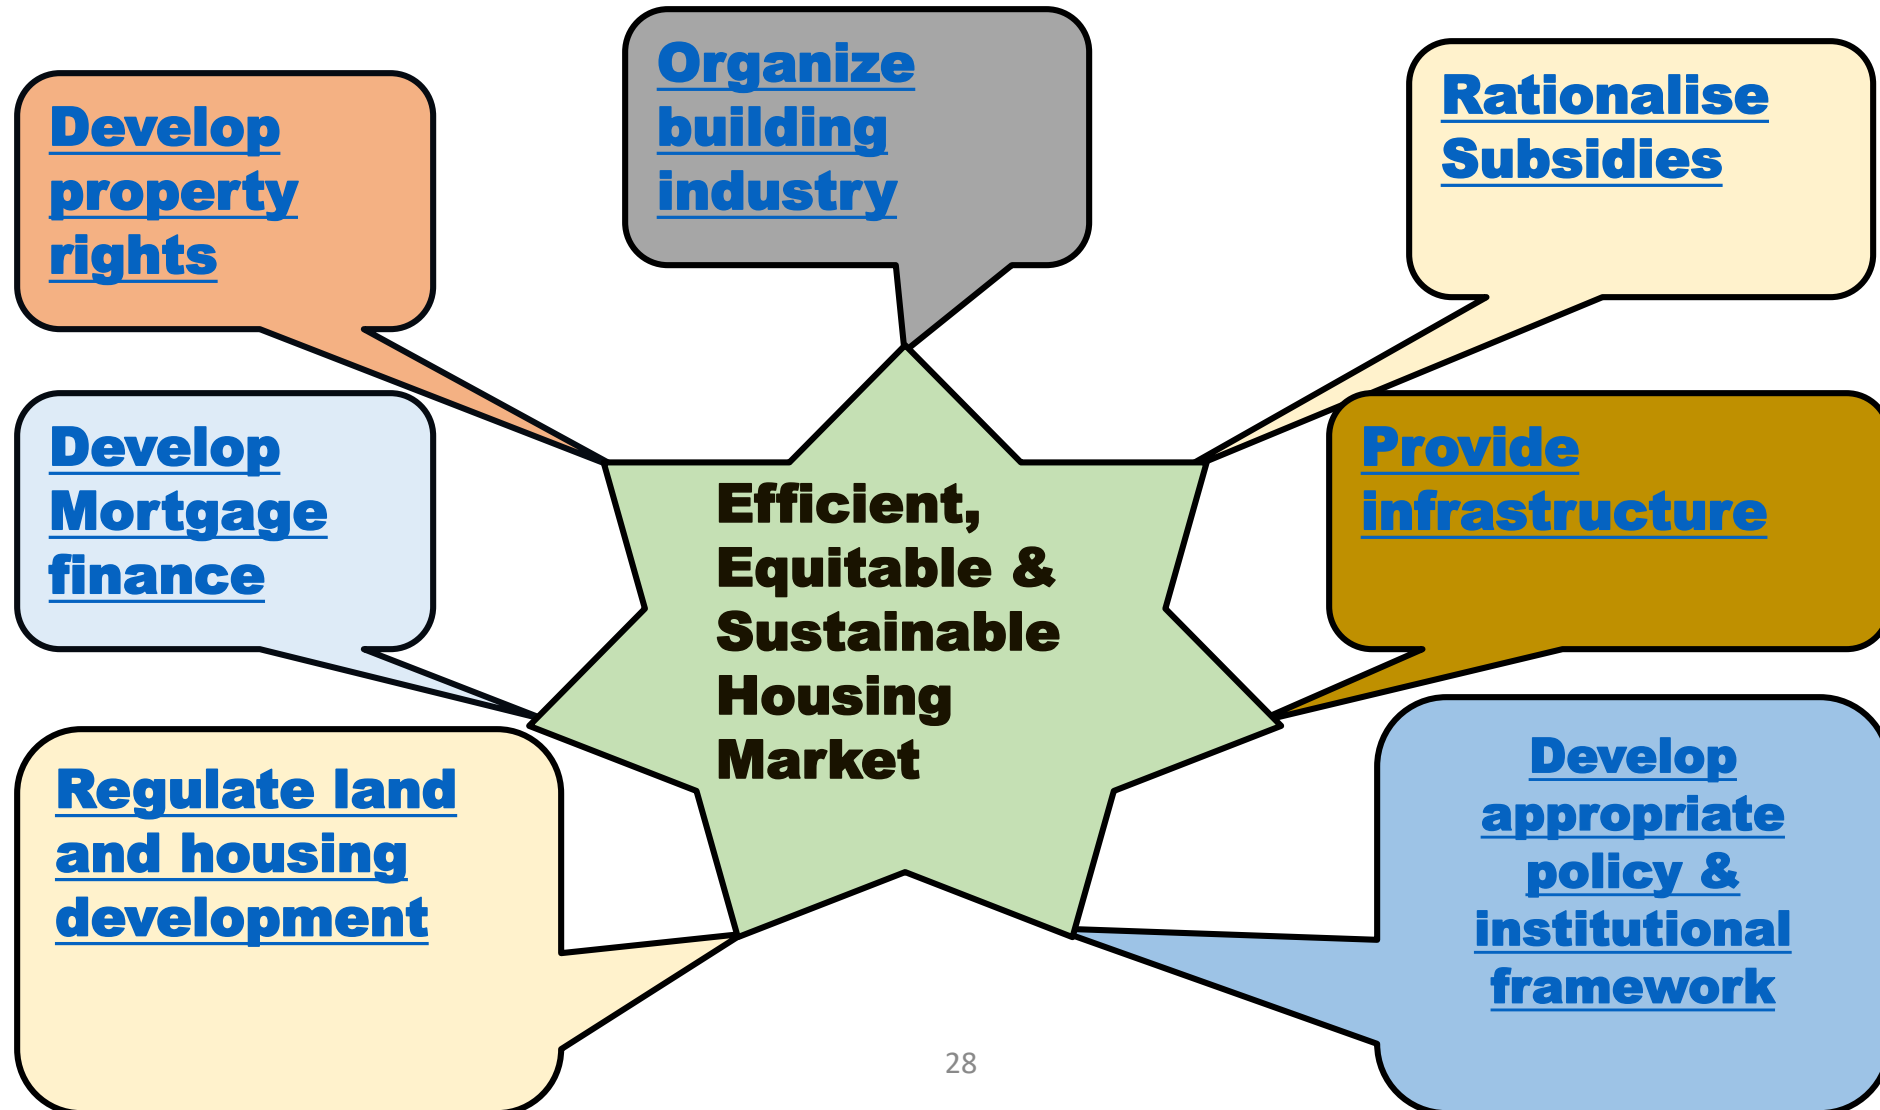 Organize
building
industry
Rationalise
Subsidies
Develop
property
rights
Develop
Mortgage
finance
Provide
infrastructure
Efficient,
Equitable &
Sustainable
Housing
Market
Regulate land
and housing
development
Develop
appropriate
policy &
institutional
framework
28